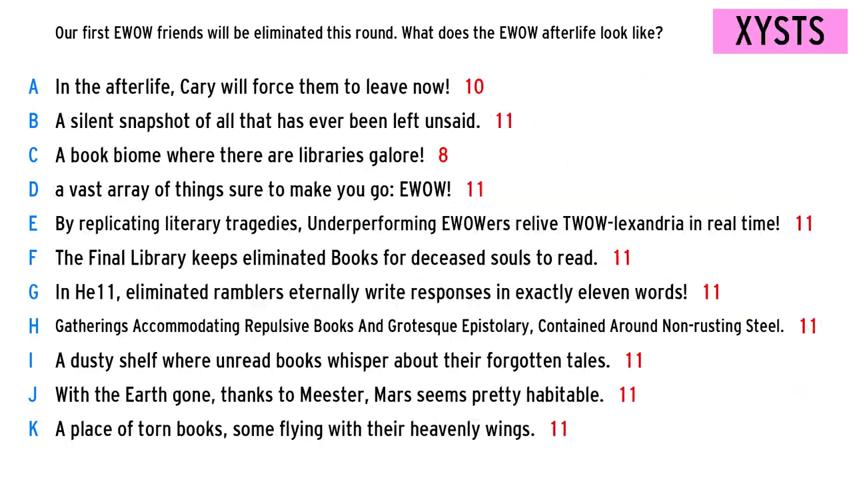 Our first EWOW friends will be eliminated this round. What does the EWOW afterlife look like?
XYSTS
A In the afterlife, Cary will force them to leave now! 10
B A silent snapshot of all that has ever been left unsaid. 11
C A book biome where there are libraries galore! 8
D a vast array of things sure to make you go: EWOW! 11
E By replicating literary tragedies, Underperforming EWOWers relive TWOW-lexandria in real time! 11
F The Final Library keeps eliminated Books for deceased souls to read. 11
G In He11, eliminated ramblers eternally write responses in exactly eleven words! 11
H Gatherings Accommodating Repulsive Books And Grotesque Epistolary, Contained Around Non-rusting Steel. 11
I A dusty shelf where unread books whisper about their forgotten tales. 11
J With the Earth gone, thanks to Meester, Mars seems pretty habitable. 11
K A place of torn books, some flying with their heavenly wings. 11